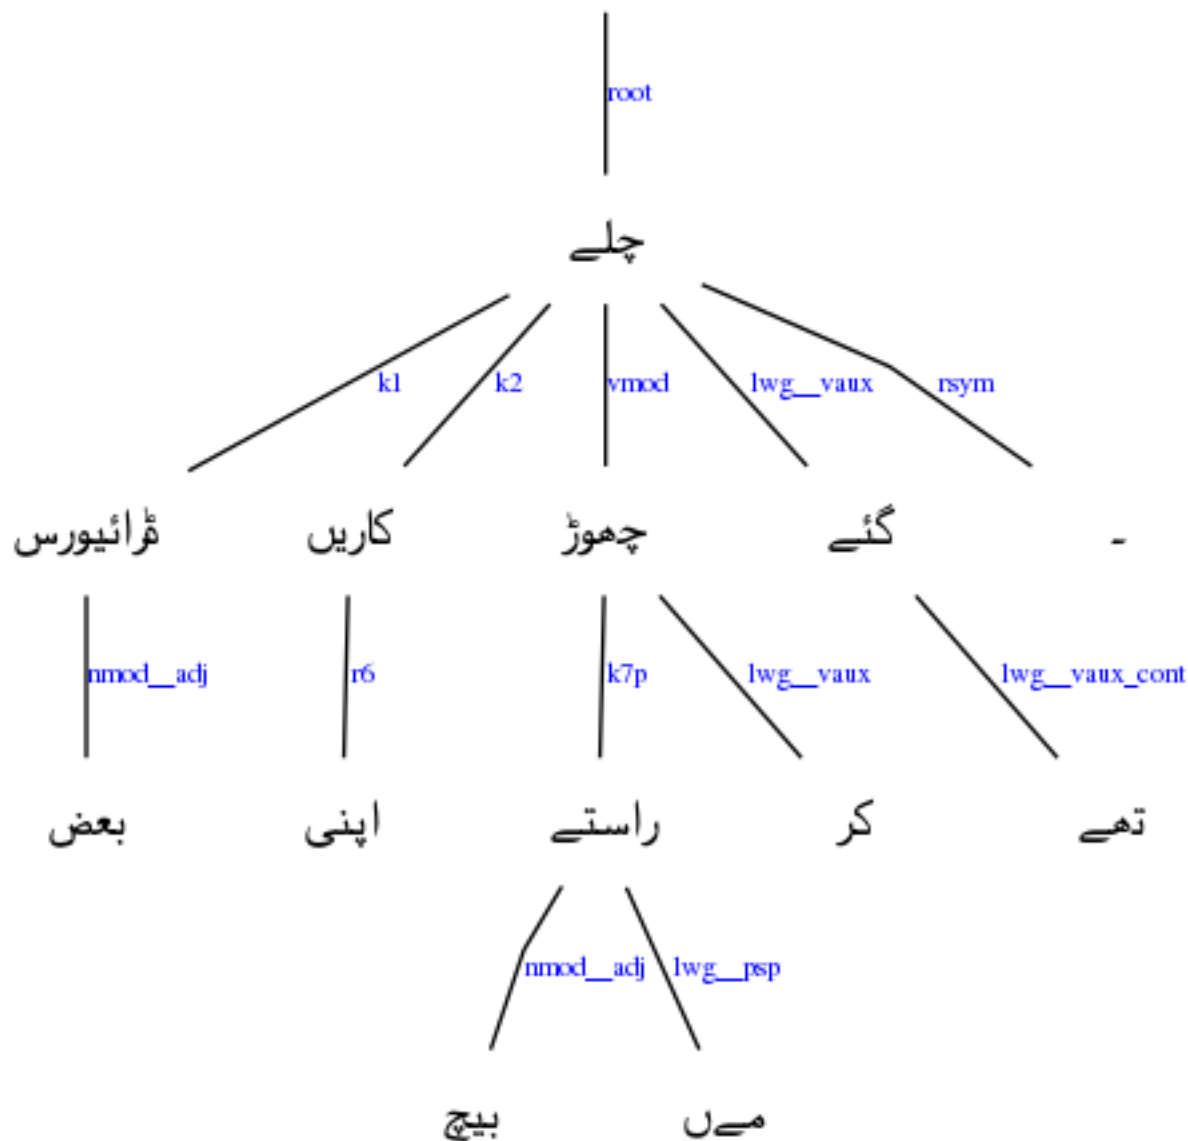 root
چلے
k1 k2 vmod lwg__vaux rsym
ڈرائیورس کاریں چھوڑ گئے ۔
nmod__adj r6 k7p lwg__vaux lwg__vaux_cont
بعض اپنی راستے کر تھے
nmod__adj lwg__psp
بیچ مےں